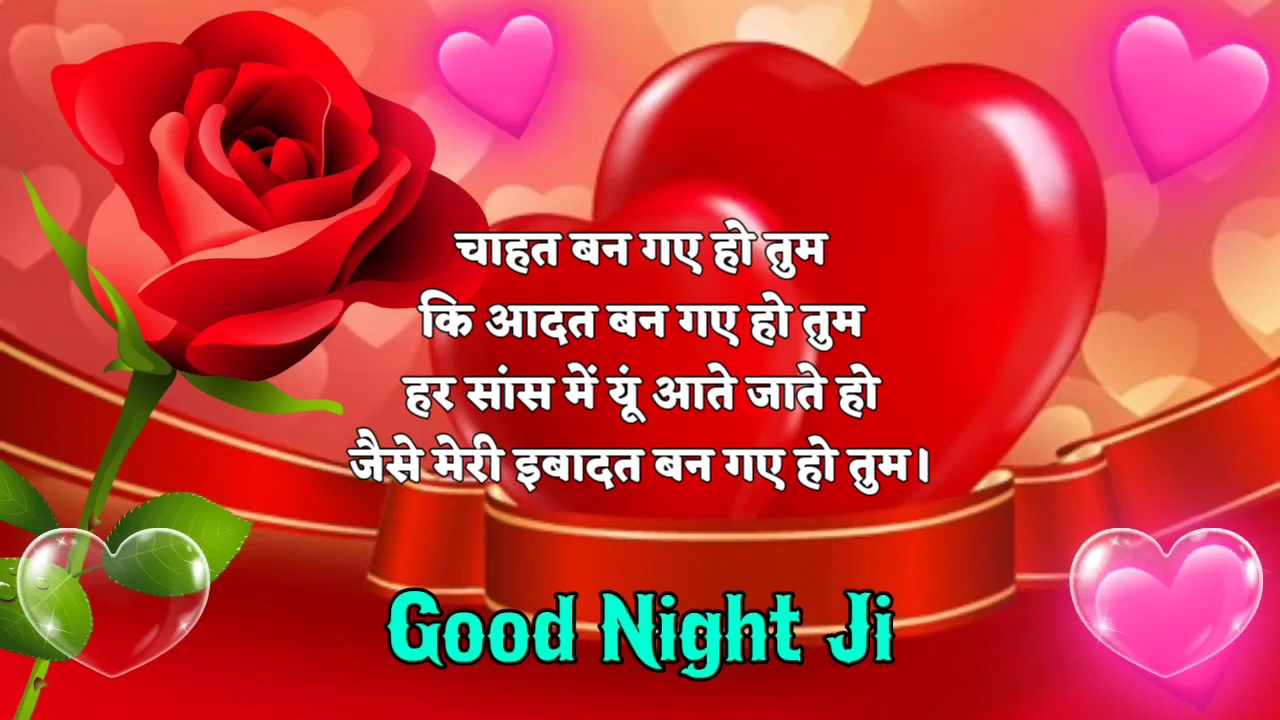 चाहत बन गए हो तुम
कि आदत बन गए हो तुम
हर सांस में यूं आते जाते हो
जैसे मेरी इबादत बन गए हो तुम।
Good Night Ji